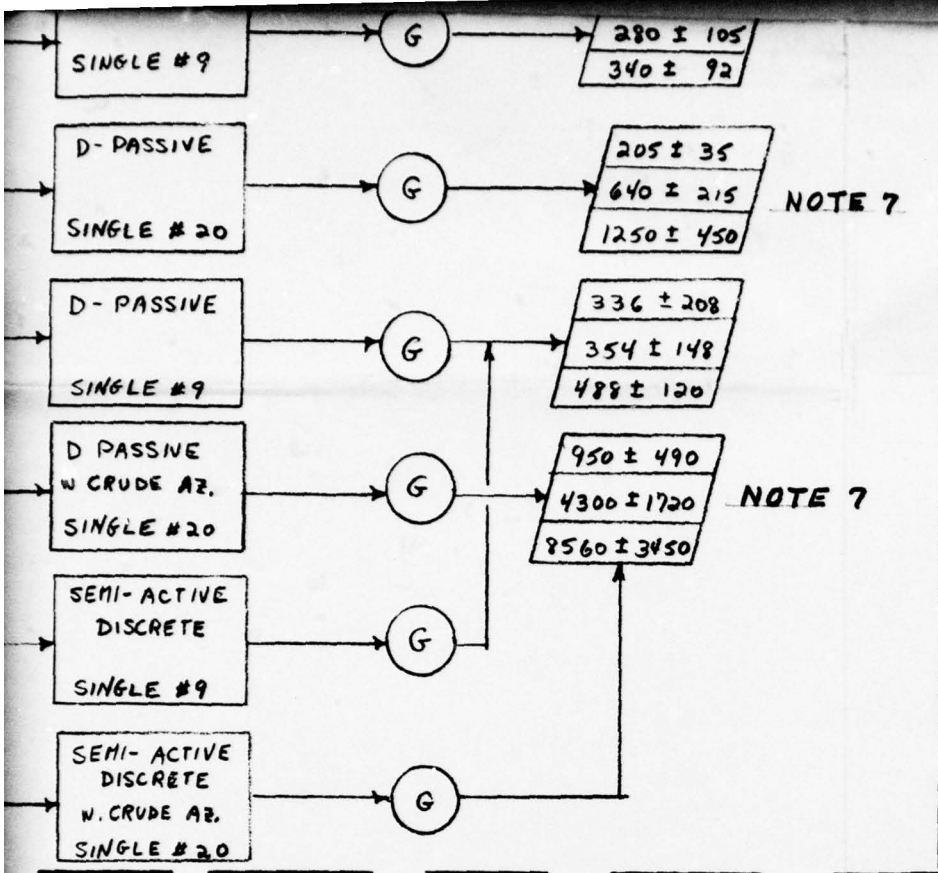 SINGLE #9
G
280 ± 105
340 ± 92
D- PASSIVE
SINGLE # 20
G
205 ± 35
640 ± 215
1250 ± 450
NOTE 7
D- PASSIVE
SINGLE #9
G
336 ± 208
354 ± 148
488 ± 120
D PASSIVE
W CRUDE AZ.
SINGLE #20
G
950 ± 490
4300 ± 1720
8560 ± 3450
NOTE 7
SEMI-ACTIVE
DISCRETE
SINGLE #9
G
SEMI- ACTIVE
DISCRETE
W. CRUDE AZ.
SINGLE #20
G